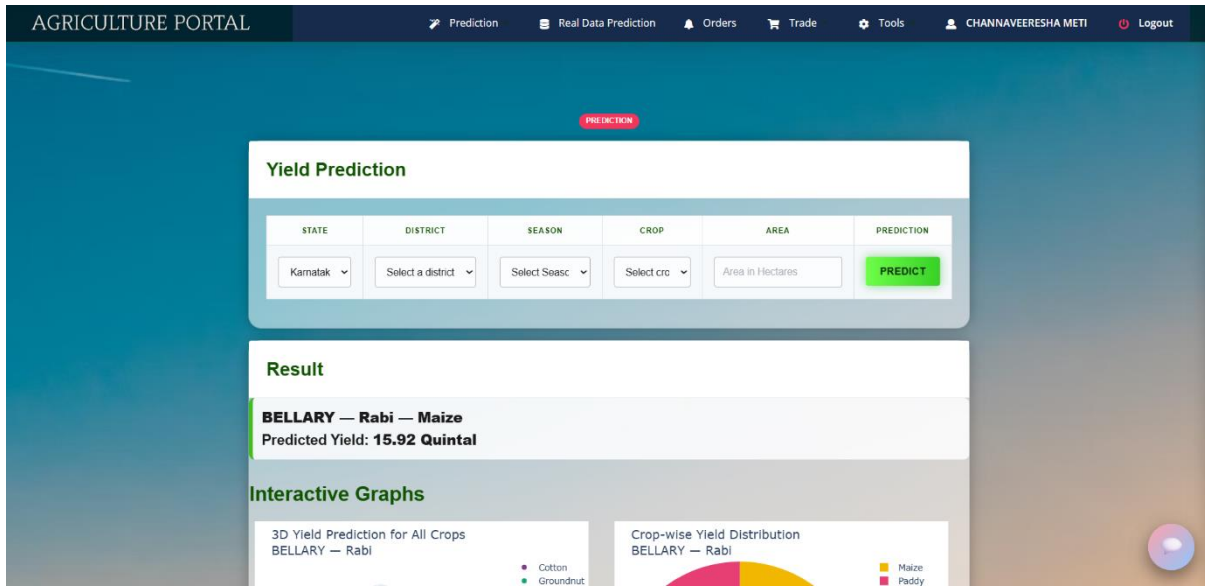 AGRICULTURE PORTAL
Prediction
Real Data Prediction
Orders
Trade
Tools
CHANNAVEERESHA METI
Logout
PREDICTION
Yield Prediction
STATE DISTRICT SEASON CROP AREA PREDICTION
Karnatak Select a district Select Seasc Select crc Area in Hectares PREDICT
Result
BELLARY — Rabi — Maize
Predicted Yield: 15.92 Quintal
Interactive Graphs
3D Yield Prediction for All Crops
BELLARY — Rabi
Cotton
Groundnut
Crop-wise Yield Distribution
BELLARY — Rabi
Maize
Paddy